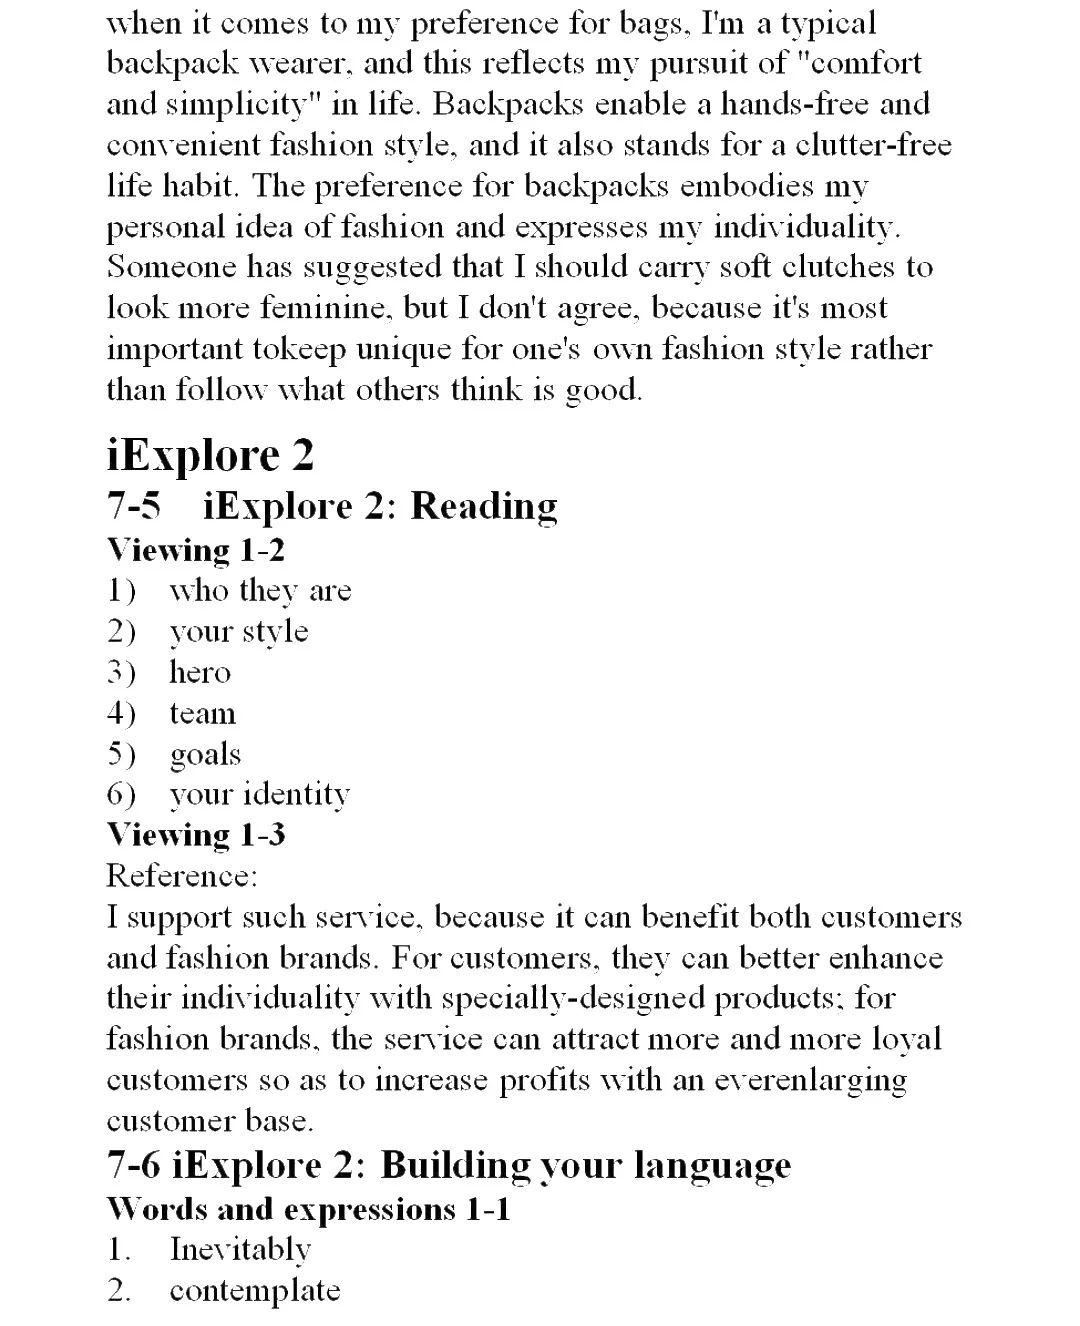 when it comes to my preference for bags, I'm a typical
backpack wearer, and this reflects my pursuit of "comfort
and simplicity" in life. Backpacks enable a hands-free and
convenient fashion style, and it also stands for a clutter-free
life habit. The preference for backpacks embodies my
personal idea of fashion and expresses my individuality.
Someone has suggested that I should carry soft clutches to
look more feminine, but I don't agree, because it's most
important tokeep unique for one's own fashion style rather
than follow what others think is good.
iExplore 2
7-5 iExplore 2: Reading
Viewing 1-2
1) who they are
2) your style
3) hero
4) team
5) goals
6) your identity
Viewing 1-3
Reference:
I support such service, because it can benefit both customers
and fashion brands. For customers, they can better enhance
their individuality with specially-designed products; for
fashion brands, the service can attract more and more loyal
customers so as to increase profits with an everenlarging
customer base.
7-6 iExplore 2: Building your language
Words and expressions 1-1
1. Inevitably
2. contemplate